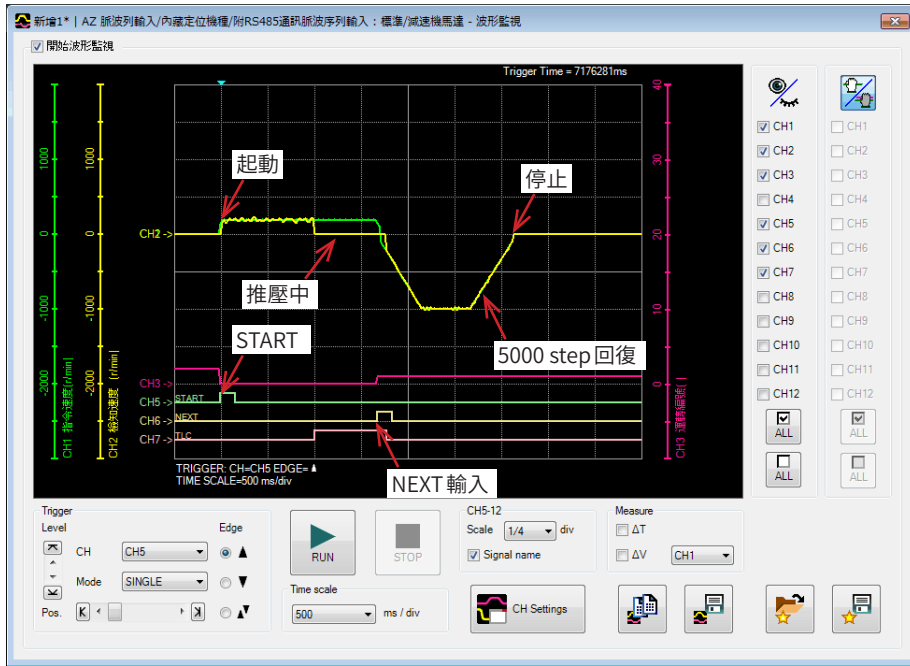 新增1* | AZ 脈波列輸入/內藏定位機種/附RS485通訊脈波序列輸入：標準/減速機馬達 - 波形監視
開始波形監視
Trigger Time = 7176281ms
1000
0
-1000
-2000
CH1 指令速度[r/min]
1000
0
-1000
-2000
CH2 檢知速度 [r/min]
40
30
20
10
0
CH3 運轉編號[ ]
起動
停止
CH2 ->
推壓中
START
5000 step 回復
CH3 ->
CH5 -> START
CH6 -> NEXT
CH7 -> TLC
NEXT 輸入
TRIGGER: CH=CH5 EDGE=
TIME SCALE=500 ms/div
CH1
CH2
CH3
CH4
CH5
CH6
CH7
CH8
CH9
CH10
CH11
CH12
ALL
ALL
CH1
CH2
CH3
CH4
CH5
CH6
CH7
CH8
CH9
CH10
CH11
CH12
ALL
ALL
Trigger
Level
Edge
CH CH5
Mode SINGLE
Pos.
RUN
STOP
Time scale
500 ms / div
CH5-12
Scale 1/4 div
Signal name
CH Settings
Measure
ΔT
ΔV CH1